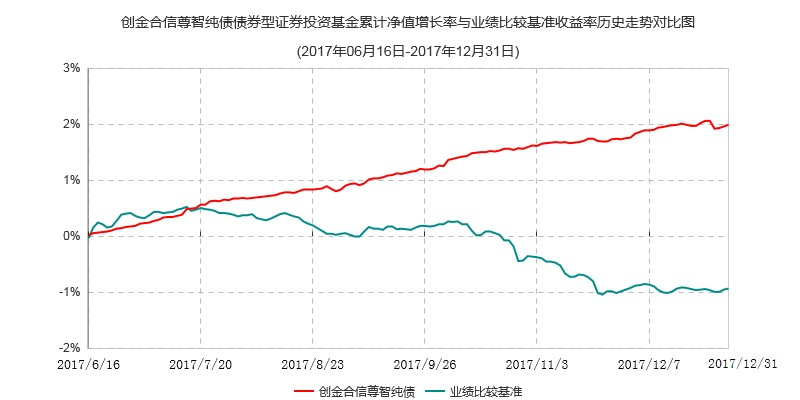 创金合信尊智纯债债券型证券投资基金累计净值增长率与业绩比较基准收益率历史走势对比图
(2017年06月16日-2017年12月31日)
3%
2%
1%
0%
-1%
-2%
2017/6/16 2017/7/20 2017/8/23 2017/9/26 2017/11/3 2017/12/7 2017/12/31
创金合信尊智纯债 业绩比较基准